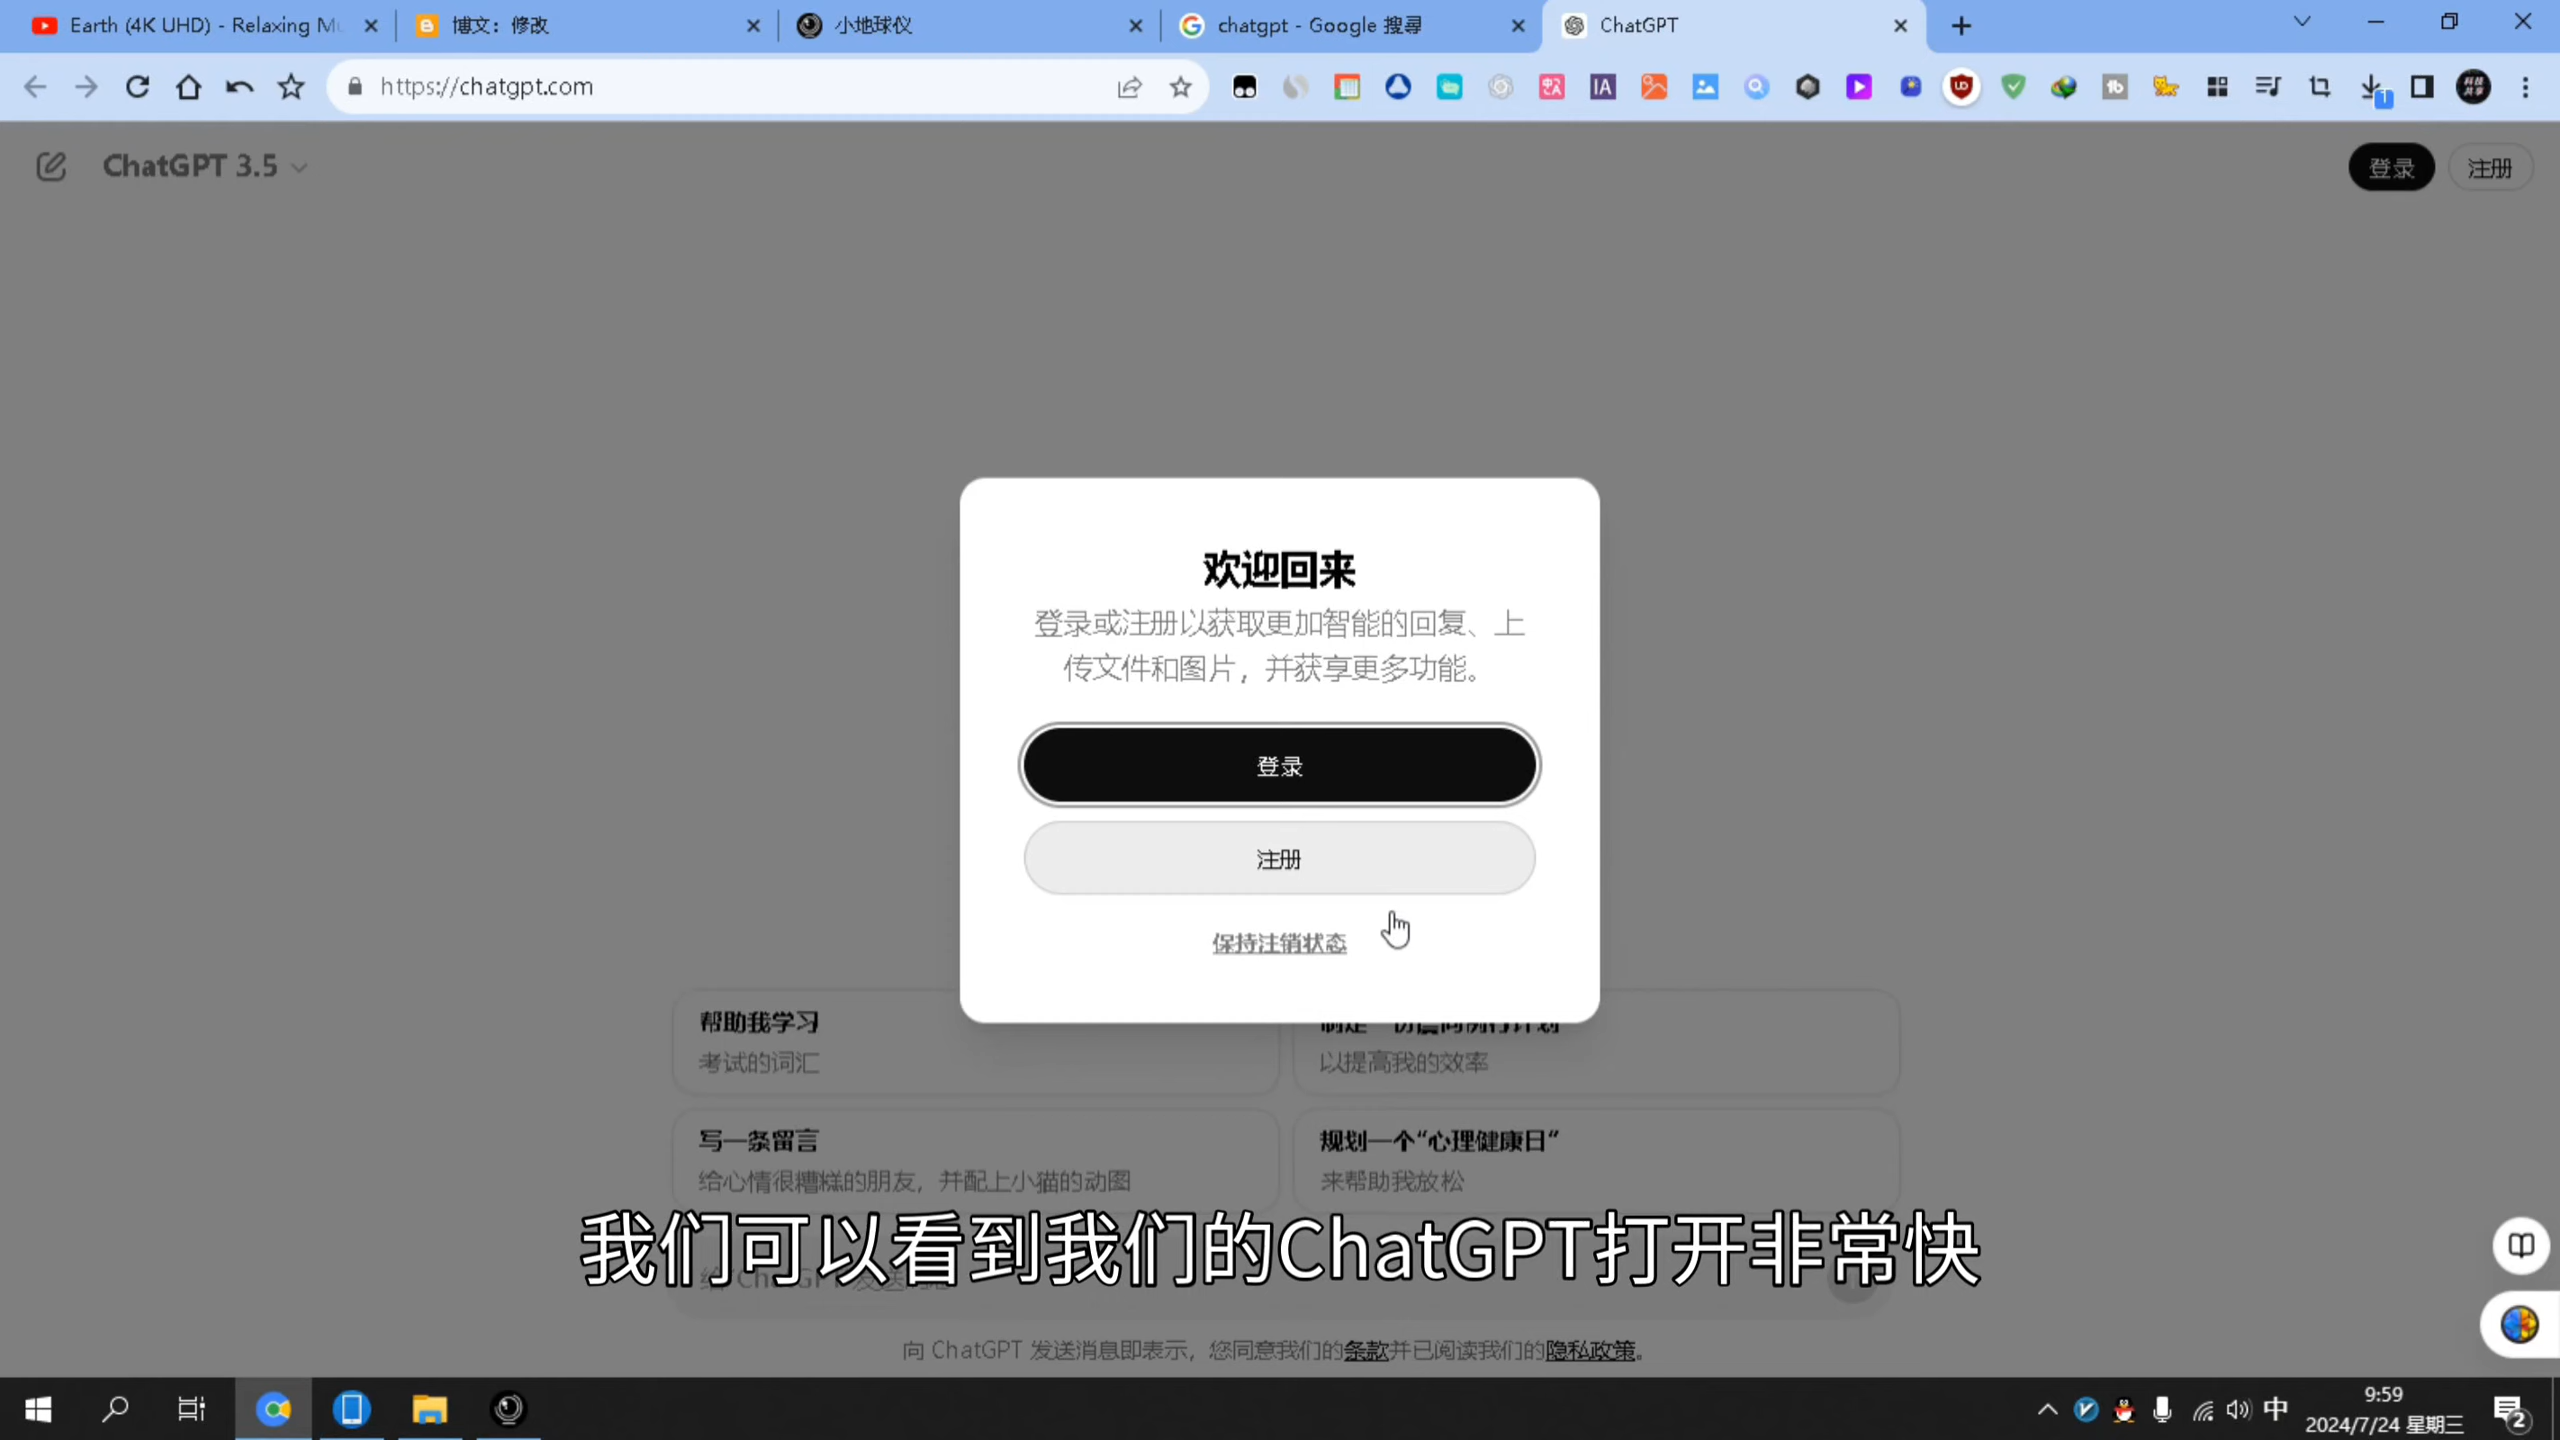 Earth (4K UHD) - Relaxing Mu
博文：修改
小地球仪
chatgpt - Google 搜尋
ChatGPT
https://chatgpt.com
ChatGPT 3.5
登录
注册
欢迎回来
登录或注册以获取更加智能的回复、上
传文件和图片，并获享更多功能。
登录
注册
保持注销状态
帮助我学习
考试的词汇
以提高我的效率
写一条留言
给心情很糟糕的朋友，并配上小猫的动图
规划一个“心理健康日”
来帮助我放松
我们可以看到我们的ChatGPT打开非常快
向 ChatGPT 发送消息即表示，您同意我们的条款并已阅读我们的隐私政策。
中
9:59
2024/7/24 星期三
2